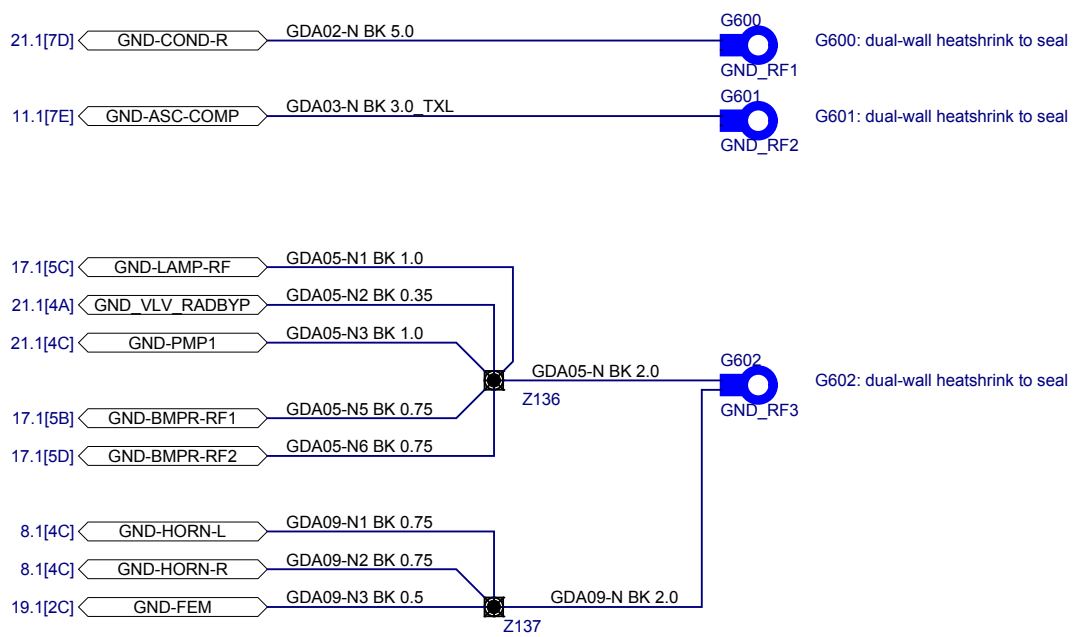 G600
21.1[7D] GND-COND-R GDA02-N BK 5.0 G600: dual-wall heatshrink to seal
GND_RF1
G601
11.1[7E] GND-ASC-COMP GDA03-N BK 3.0_TXL G601: dual-wall heatshrink to seal
GND_RF2
17.1[5C] GND-LAMP-RF GDA05-N1 BK 1.0
21.1[4A] GND_VLV_RADBYP GDA05-N2 BK 0.35
21.1[4C] GND-PMP1 GDA05-N3 BK 1.0
G602
GDA05-N BK 2.0 G602: dual-wall heatshrink to seal
Z136
GND_RF3
17.1[5B] GND-BMPR-RF1 GDA05-N5 BK 0.75
17.1[5D] GND-BMPR-RF2 GDA05-N6 BK 0.75
8.1[4C] GND-HORN-L GDA09-N1 BK 0.75
8.1[4C] GND-HORN-R GDA09-N2 BK 0.75
19.1[2C] GND-FEM GDA09-N3 BK 0.5 GDA09-N BK 2.0
Z137